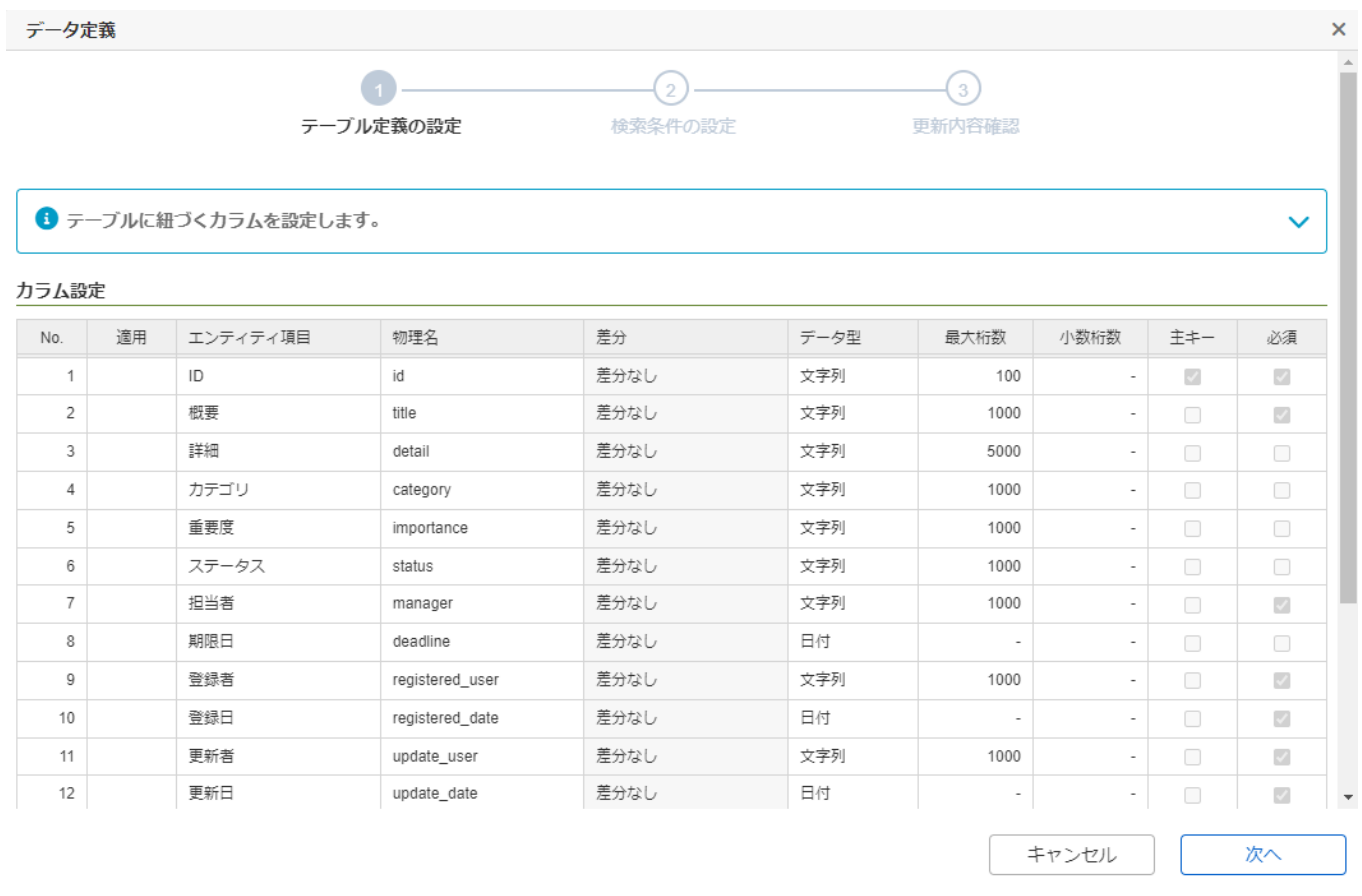 データ定義
1 2 3
テーブル定義の設定 検索条件の設定 更新内容確認
テーブルに紐づくカラムを設定します。
カラム設定
No. 適用 エンティティ項目 物理名 差分 データ型 最大桁数 小数桁数 主キー 必須
1 ID id 差分なし 文字列 100 -
2 概要 title 差分なし 文字列 1000 -
3 詳細 detail 差分なし 文字列 5000 -
4 カテゴリ category 差分なし 文字列 1000 -
5 重要度 importance 差分なし 文字列 1000 -
6 ステータス status 差分なし 文字列 1000 -
7 担当者 manager 差分なし 文字列 1000 -
8 期限日 deadline 差分なし 日付 - -
9 登録者 registered_user 差分なし 文字列 1000 -
10 登録日 registered_date 差分なし 日付 - -
11 更新者 update_user 差分なし 文字列 1000 -
12 更新日 update_date 差分なし 日付 - -
キャンセル 次へ